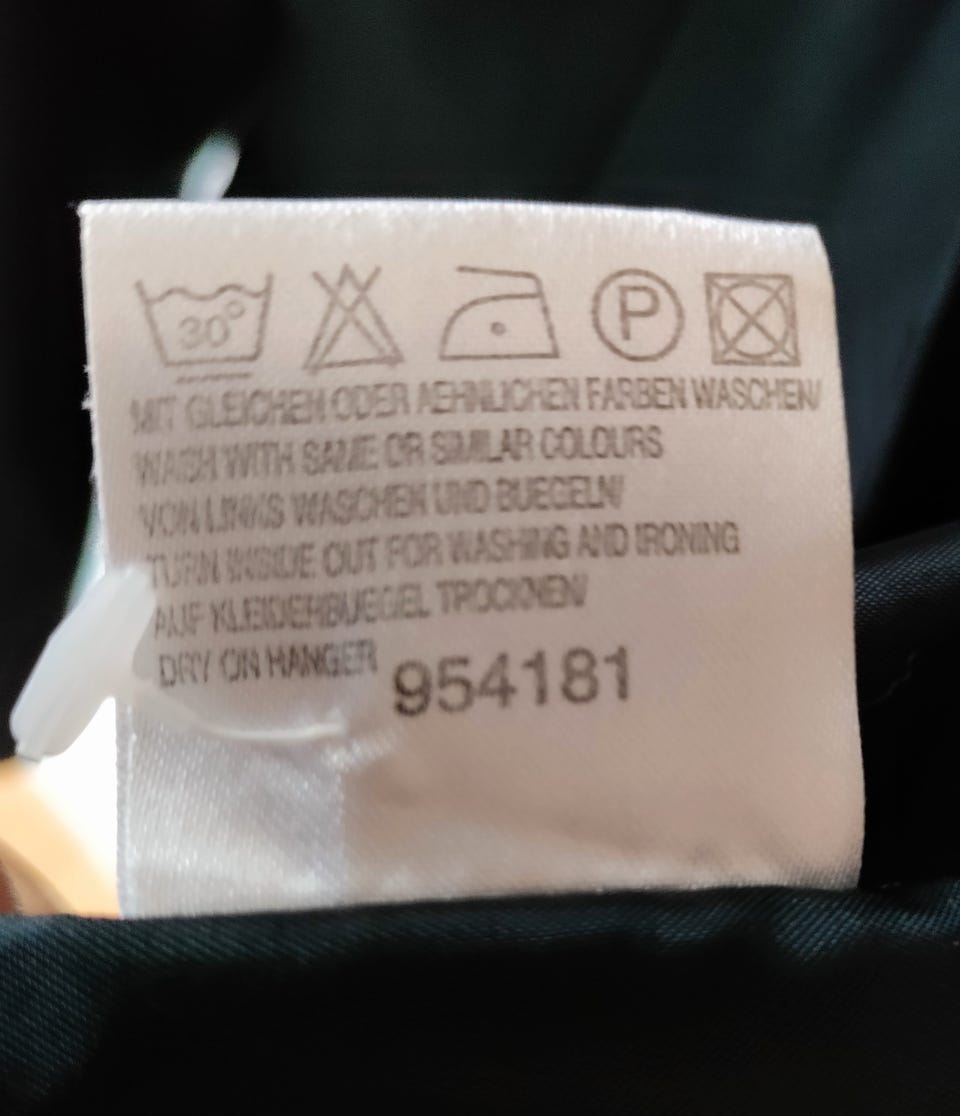 30°
P
MIT GLEICHEN ODER AEHNLICHEN FARBEN WASCHEN/
WASH WITH SAME OR SIMILAR COLOURS
VON LINKS WASCHEN UND BUEGELN/
TURN INSIDE OUT FOR WASHING AND IRONING
AUF KLEIDERBUEGEL TROCKNEN/
DRY ON HANGER
954181